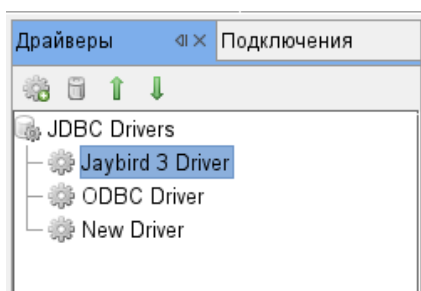 Драйверы Подключения
JDBC Drivers
Jaybird 3 Driver
ODBC Driver
New Driver